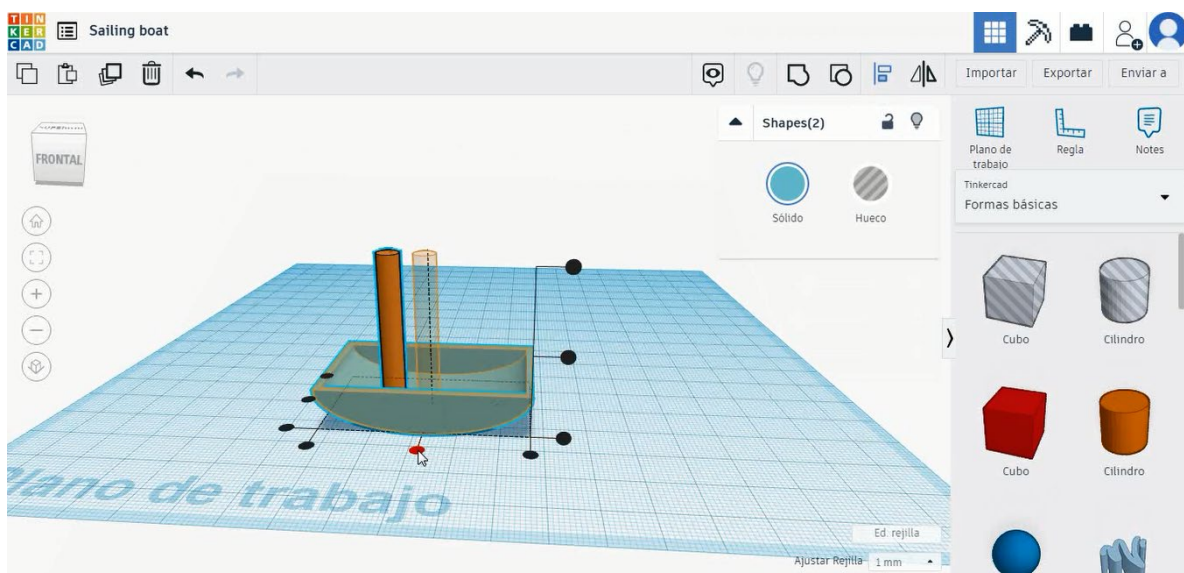 TIN
KER
CAD
Sailing boat
Importar
Exportar
Enviar a
SUPERIOR
FRONTAL
Shapes(2)
Sólido
Hueco
Plano de
trabajo
Regla
Notes
Tinkercad
Formas básicas
Cubo
Cilindro
Cubo
Cilindro
Plano de trabajo
Ed. rejilla
Ajustar Rejilla
1 mm